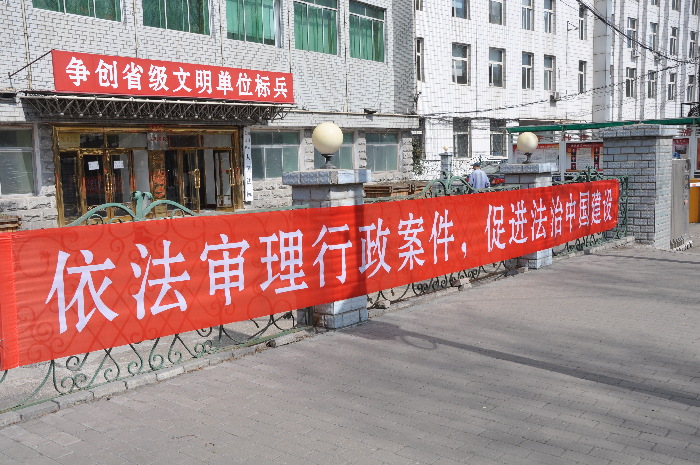 争创省级文明单位标兵
依法审理行政案件，促进法治中国建设